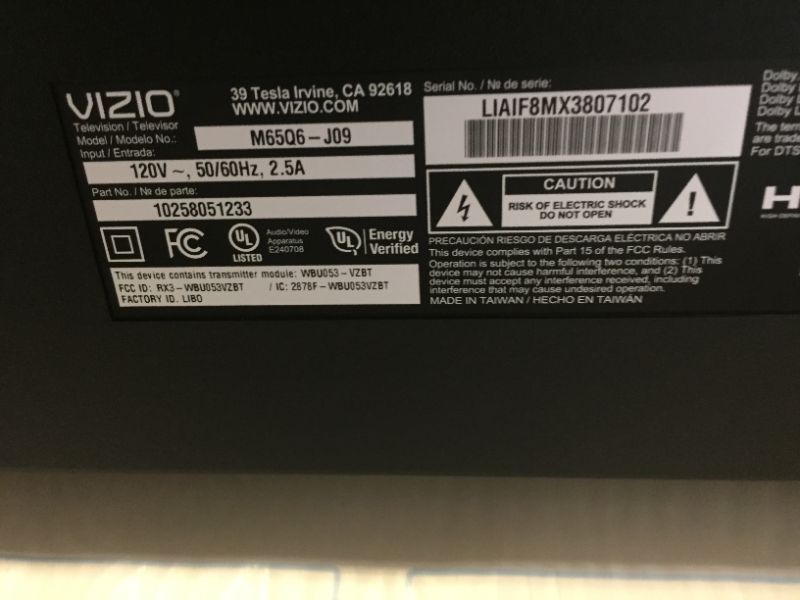 VIZIO
39 Tesla Irvine, CA 92618
WWW.VIZIO.COM
Television / Televisor
Model / Modelo No.: M65Q6-J09
Input / Entrada:
120V ~, 50/60Hz, 2.5A
Part No. / № de parte:
10258051233
FC
UL
LISTED
Audio/Video
Apparatus
E240708
UL
Energy
Verified
This device contains transmitter module: WBU053-VZBT
FCC ID: RX3-WBU053VZBT / IC: 2878F-WBU053VZBT
FACTORY ID. LIBO
Serial No. / № de serie:
LIAIF8MX3807102
CAUTION
RISK OF ELECTRIC SHOCK
DO NOT OPEN
PRECAUCIÓN RIESGO DE DESCARGA ELÉCTRICA NO ABRIR
This device complies with Part 15 of the FCC Rules.
Operation is subject to the following two conditions: (1) This
device may not cause harmful interference, and (2) This
device must accept any interference received, including
interference that may cause undesired operation.
MADE IN TAIWAN / HECHO EN TAIWÁN
Dolby
Dolby
Dolby
Dolby
The
are
For DTS